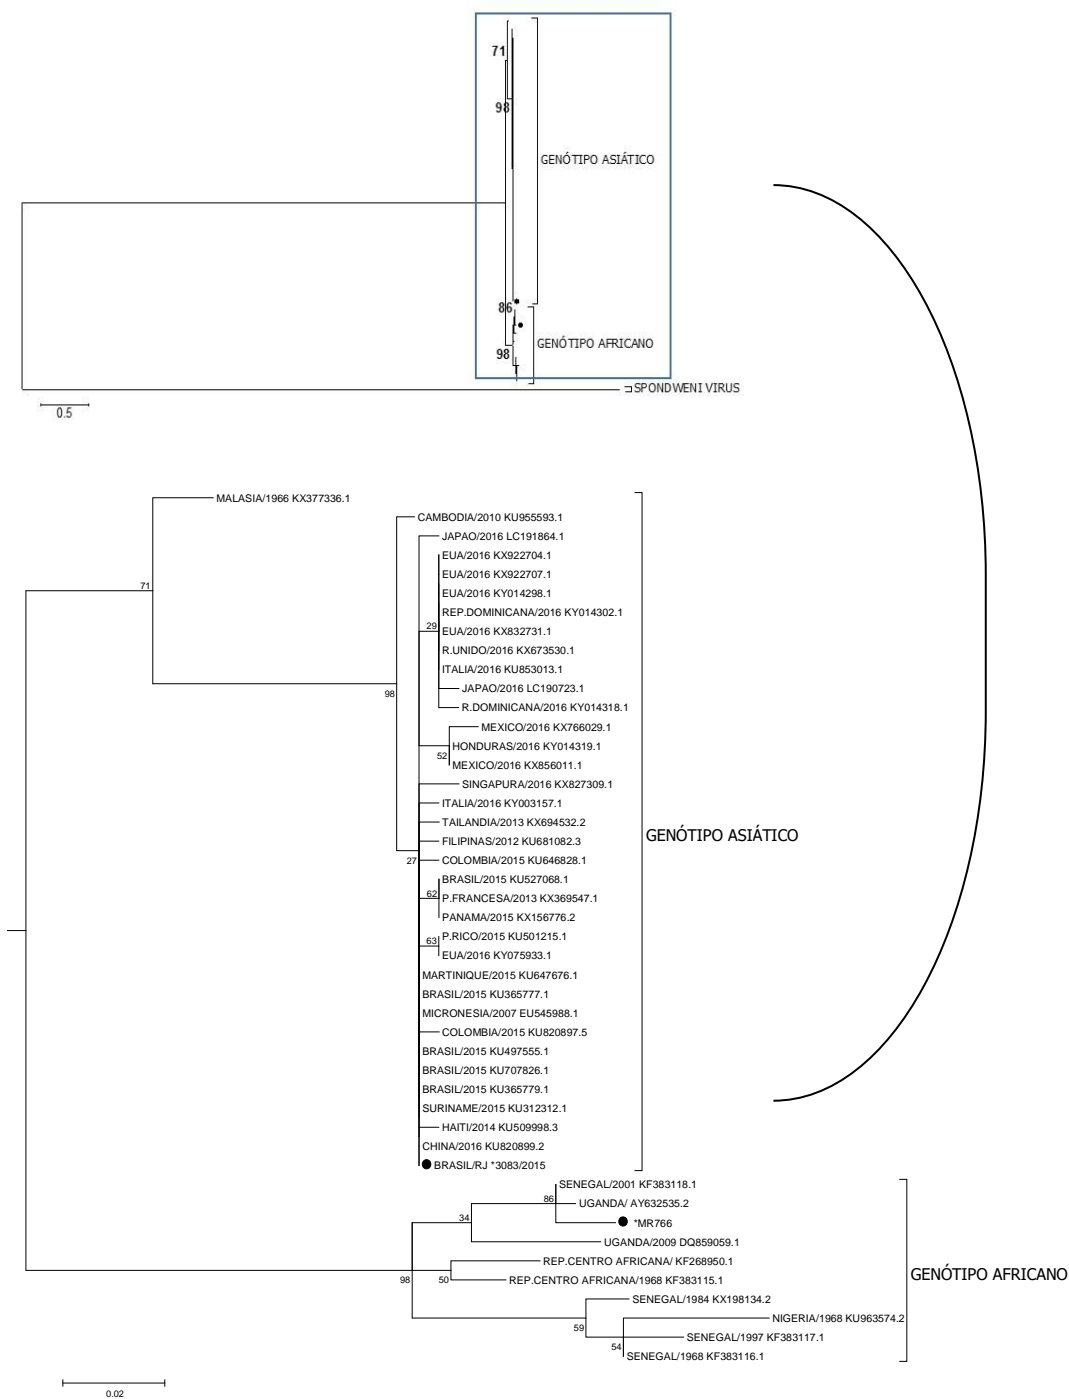 71
98
GENÓTIPO ASIÁTICO
86
GENÓTIPO AFRICANO
98
SPONDWENI VIRUS
0.5
MALASIA/1966 KX377336.1
CAMBODIA/2010 KU955593.1
JAPAO/2016 LC191864.1
EUA/2016 KX922704.1
EUA/2016 KX922707.1
71
EUA/2016 KY014298.1
REP.DOMINICANA/2016 KY014302.1
29
EUA/2016 KX832731.1
R.UNIDO/2016 KX673530.1
ITALIA/2016 KU853013.1
JAPAO/2016 LC190723.1
98
R.DOMINICANA/2016 KY014318.1
MEXICO/2016 KX766029.1
HONDURAS/2016 KY014319.1
52
MEXICO/2016 KX856011.1
SINGAPURA/2016 KX827309.1
ITALIA/2016 KY003157.1
TAILANDIA/2013 KX694532.2
GENÓTIPO ASIÁTICO
FILIPINAS/2012 KU681082.3
27
COLOMBIA/2015 KU646828.1
BRASIL/2015 KU527068.1
62
P.FRANCESA/2013 KX369547.1
PANAMA/2015 KX156776.2
P.RICO/2015 KU501215.1
63
EUA/2016 KY075933.1
MARTINIQUE/2015 KU647676.1
BRASIL/2015 KU365777.1
MICRONESIA/2007 EU545988.1
COLOMBIA/2015 KU820897.5
BRASIL/2015 KU497555.1
BRASIL/2015 KU707826.1
BRASIL/2015 KU365779.1
SURINAME/2015 KU312312.1
HAITI/2014 KU509998.3
CHINA/2016 KU820899.2
BRASIL/RJ *3083/2015
SENEGAL/2001 KF383118.1
86
UGANDA/ AY632535.2
34
*MR766
UGANDA/2009 DQ859059.1
REP.CENTRO AFRICANA/ KF268950.1
98
50
REP.CENTRO AFRICANA/1968 KF383115.1
GENÓTIPO AFRICANO
SENEGAL/1984 KX198134.2
NIGERIA/1968 KU963574.2
59
SENEGAL/1997 KF383117.1
54
SENEGAL/1968 KF383116.1
0.02